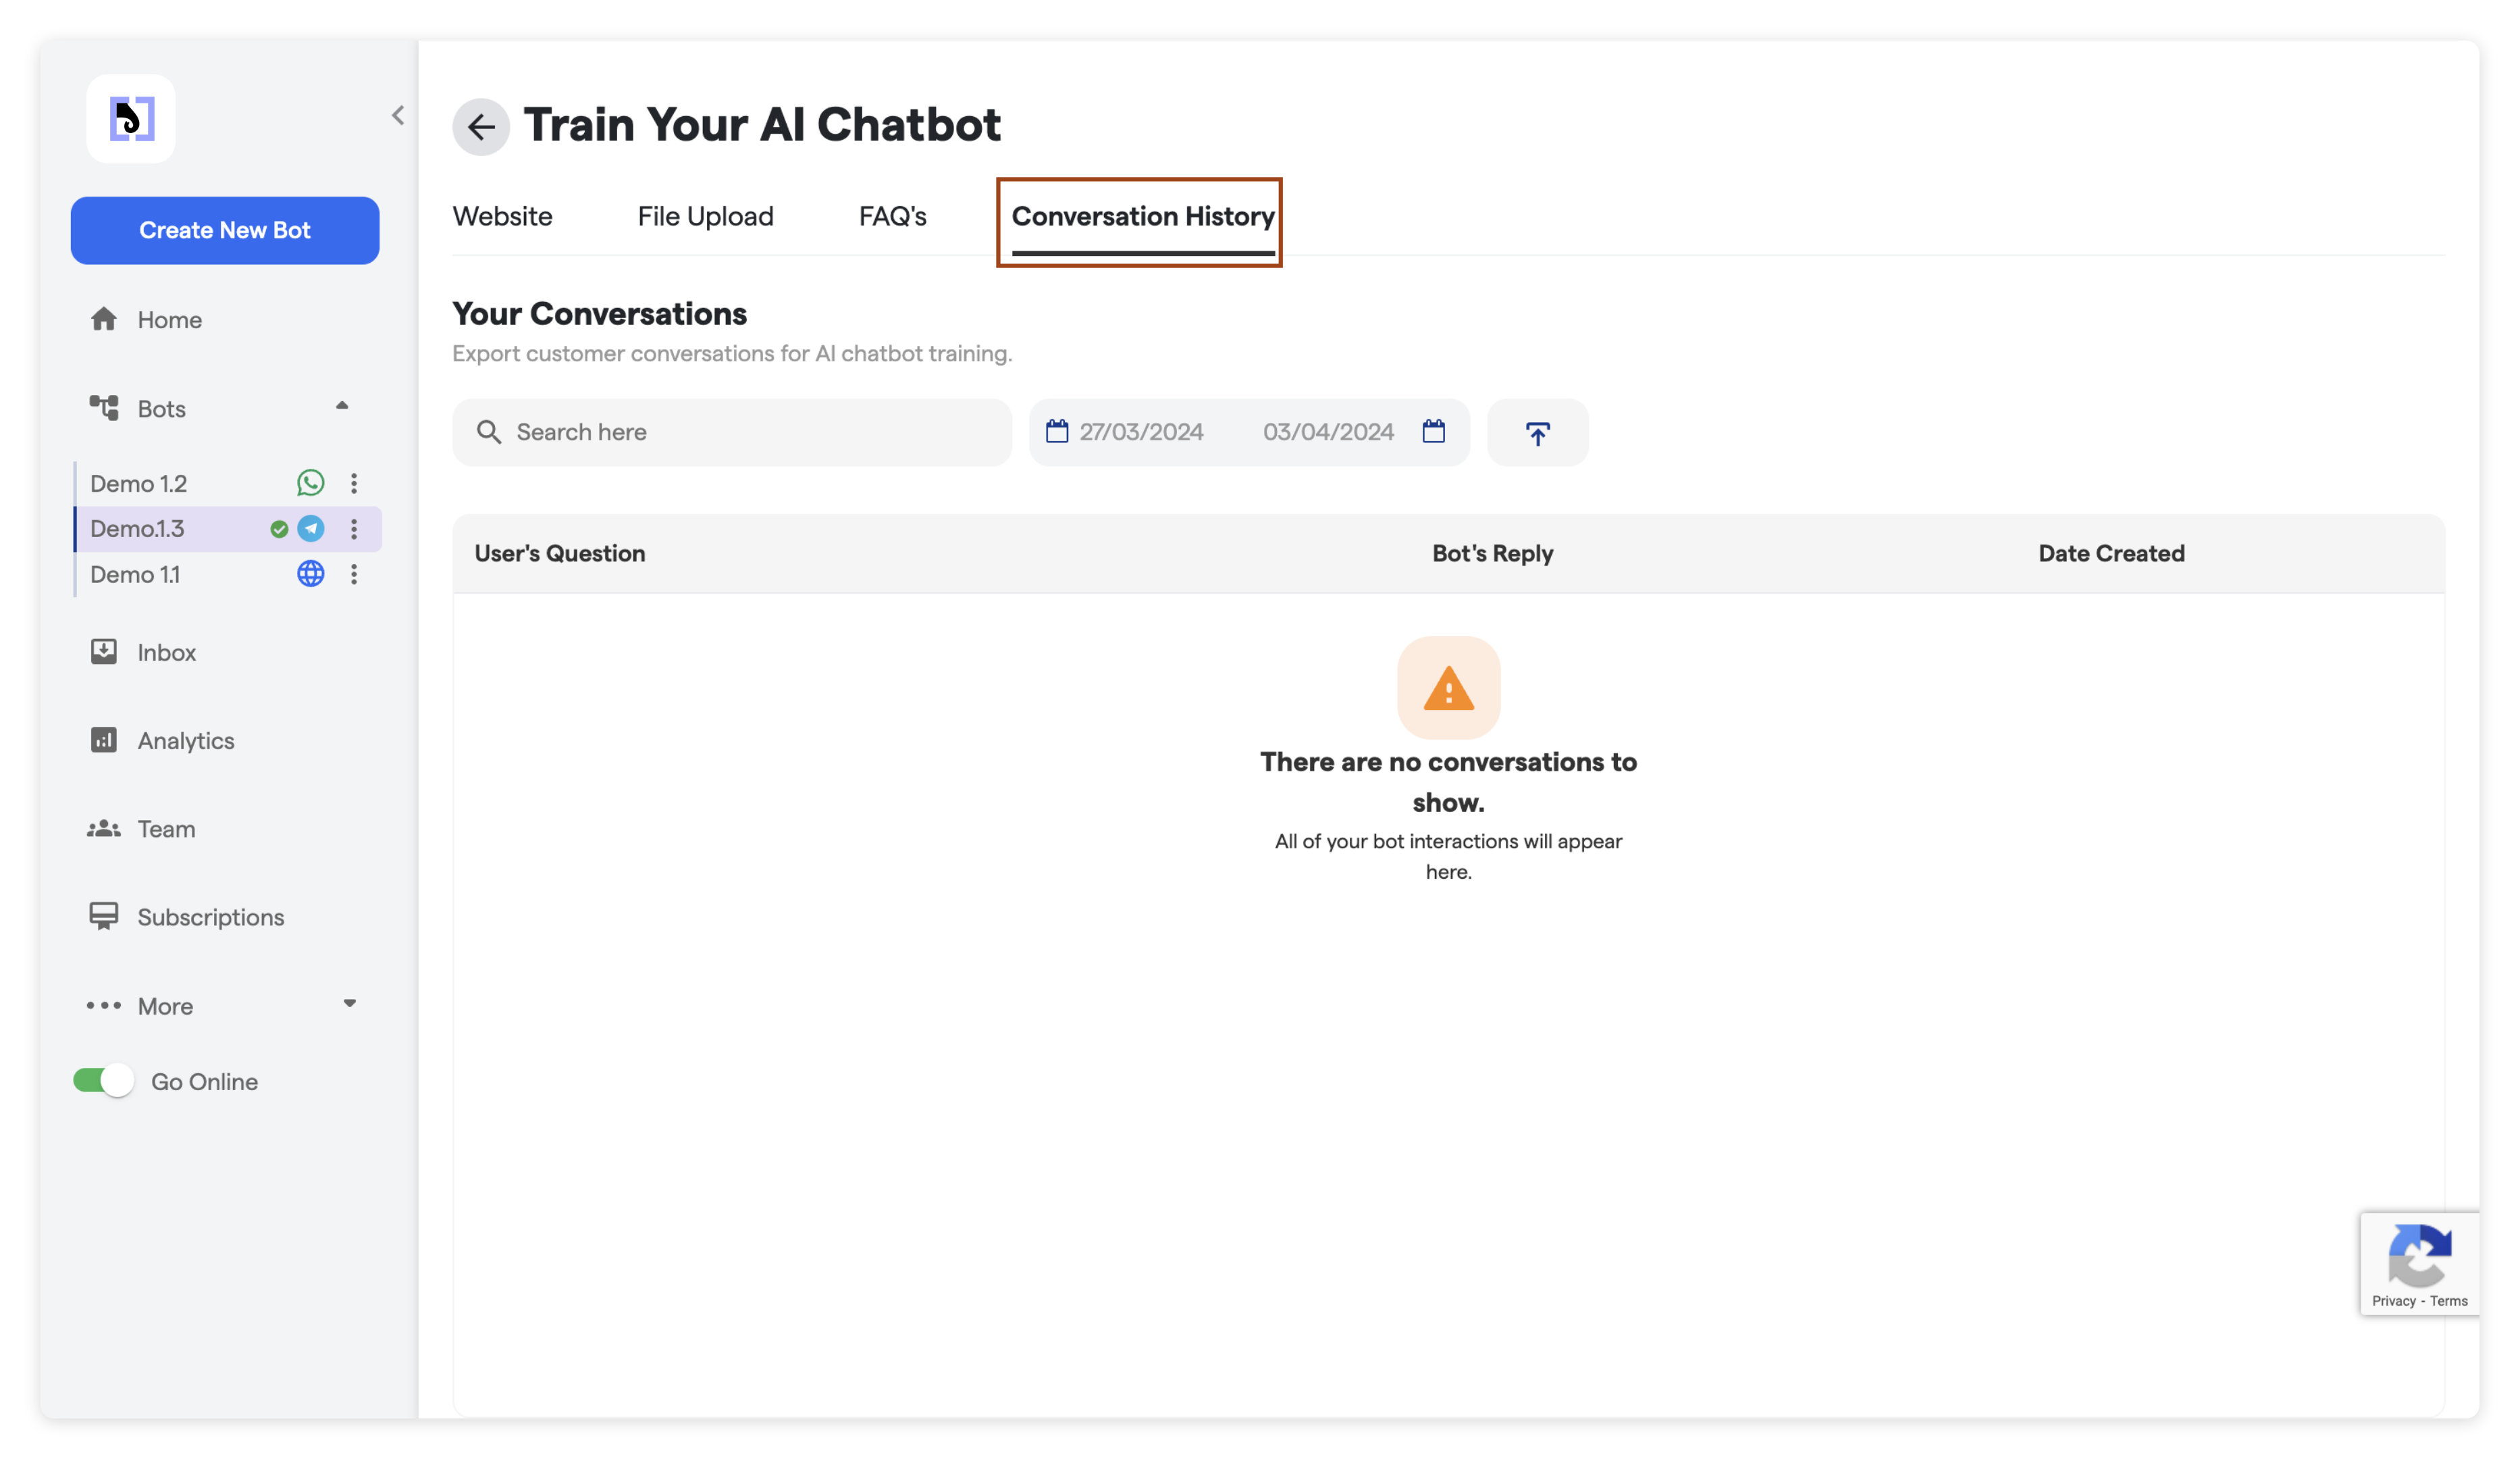 Create New Bot
Home
Bots
Demo 1.2
Demo.1.3
Demo 1.1
Inbox
Analytics
Team
Subscriptions
More
Go Online
Train Your AI Chatbot
Website File Upload FAQ's Conversation History
Your Conversations
Export customer conversations for AI chatbot training.
Search here 27/03/2024 03/04/2024
User's Question Bot's Reply Date Created
There are no conversations to
show.
All of your bot interactions will appear
here.
Privacy - Terms